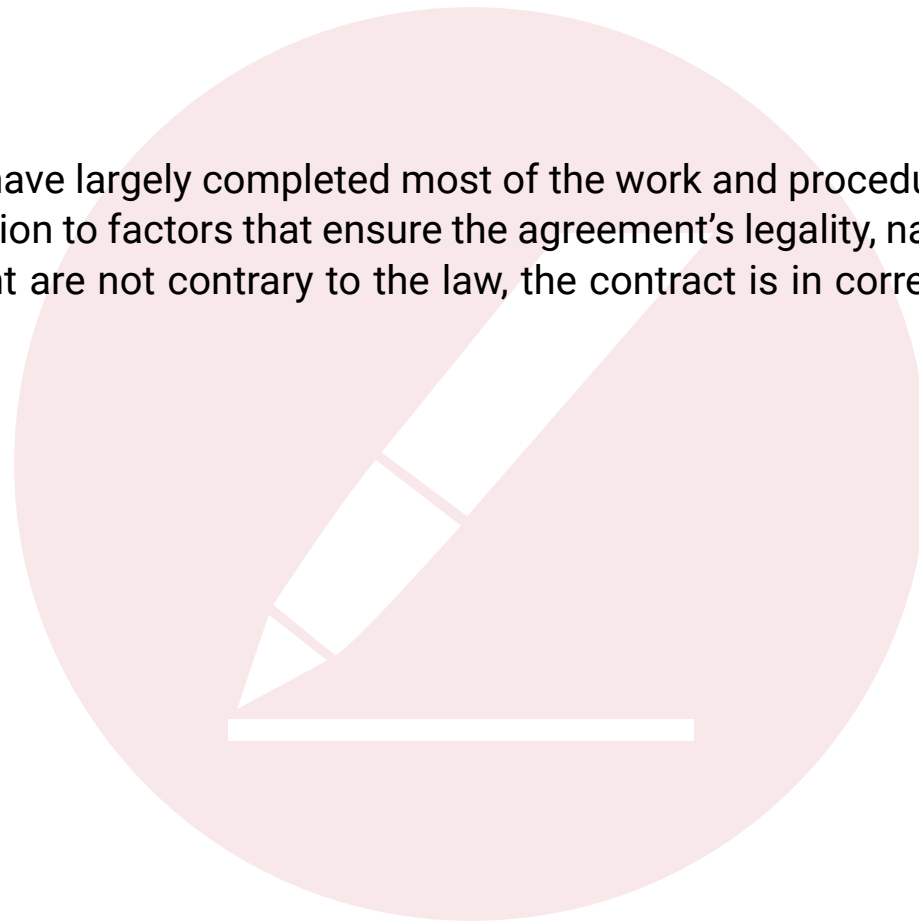 have largely completed most of the work and procedu
ion to factors that ensure the agreement’s legality, na
t are not contrary to the law, the contract is in corre